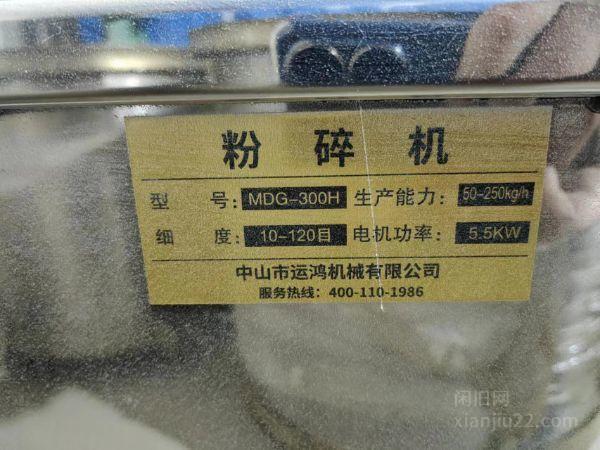 粉碎机
型 号: MDG-300H 生产能力: 50-250kg/h
细 度: 10-120目 电机功率: 5.5KW
中山市运鸿机械有限公司
服务热线: 400-110-1986
闲旧网
xianjiu22.com